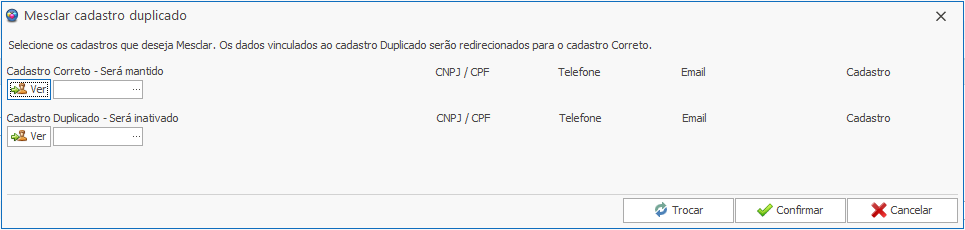 Mesclar cadastro duplicado
Selecione os cadastros que deseja Mesclar. Os dados vinculados ao cadastro Duplicado serão redirecionados para o cadastro Correto.
Cadastro Correto - Será mantido CNPJ / CPF Telefone Email Cadastro
Ver ...
Cadastro Duplicado - Será inativado CNPJ / CPF Telefone Email Cadastro
Ver ...
Trocar Confirmar Cancelar